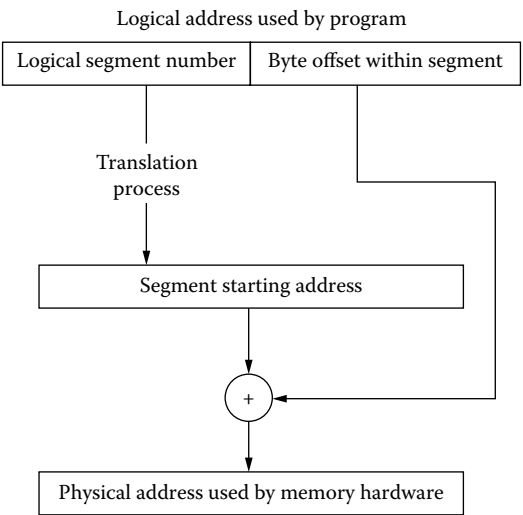 Logical address used by program
Logical segment number
Byte offset within segment
Translation
process
Segment starting address
+
Physical address used by memory hardware